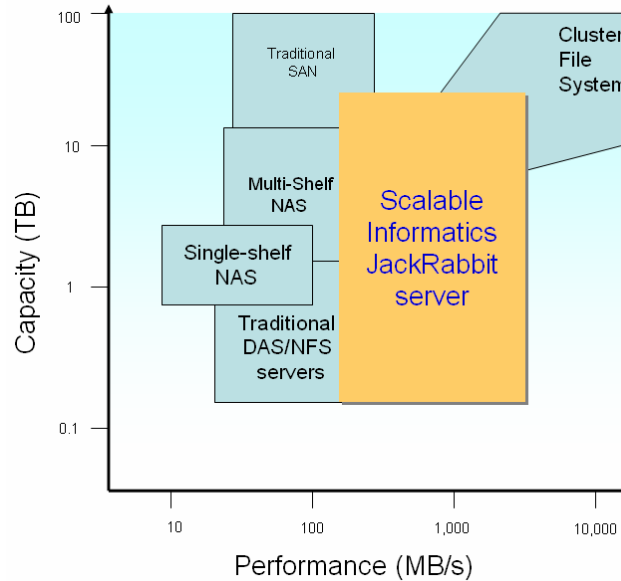 100
10
1
0.1
Capacity (TB)
Traditional
SAN
Cluster
File
System
Multi-Shelf
NAS
Single-shelf
NAS
Traditional
DAS/NFS
servers
Scalable
Informatics
JackRabbit
server
10
100
1,000
10,000
Performance (MB/s)